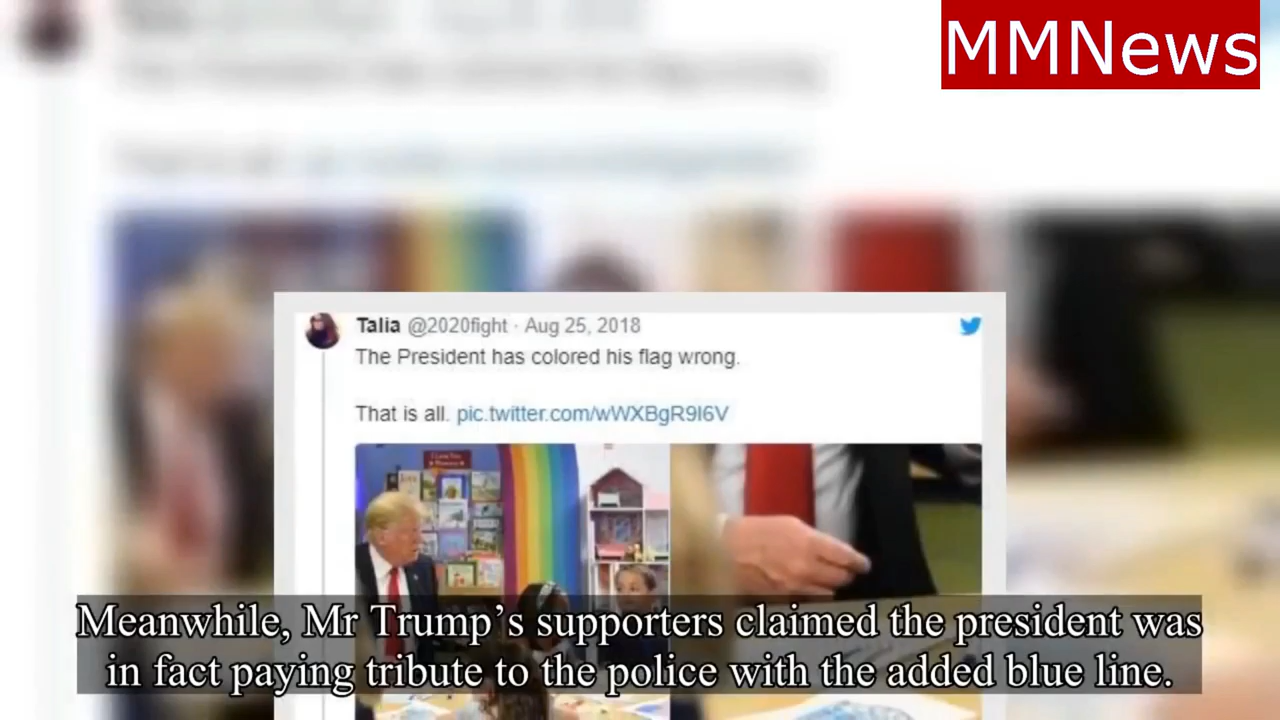 MMNews
Talia @2020fight · Aug 25, 2018
The President has colored his flag wrong.
That is all. pic.twitter.com/wWXBgR9I6V
Meanwhile, Mr Trump's supporters claimed the president was
in fact paying tribute to the police with the added blue line.